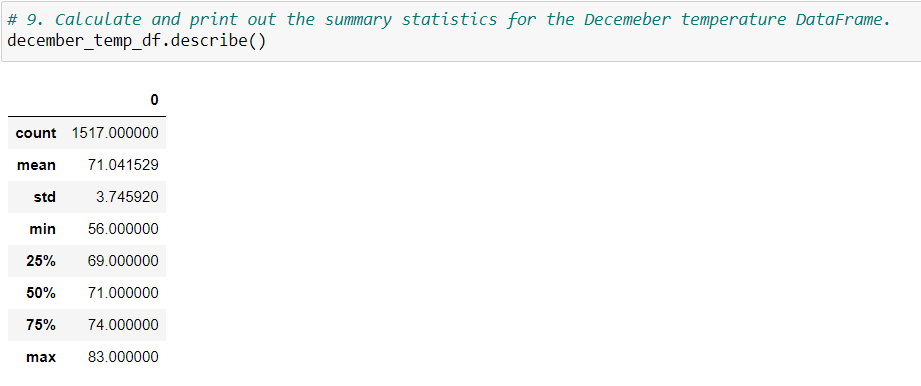 # 9. Calculate and print out the summary statistics for the Decemeber temperature DataFrame.
december_temp_df.describe()
0
count 1517.000000
mean 71.041529
std 3.745920
min 56.000000
25% 69.000000
50% 71.000000
75% 74.000000
max 83.000000